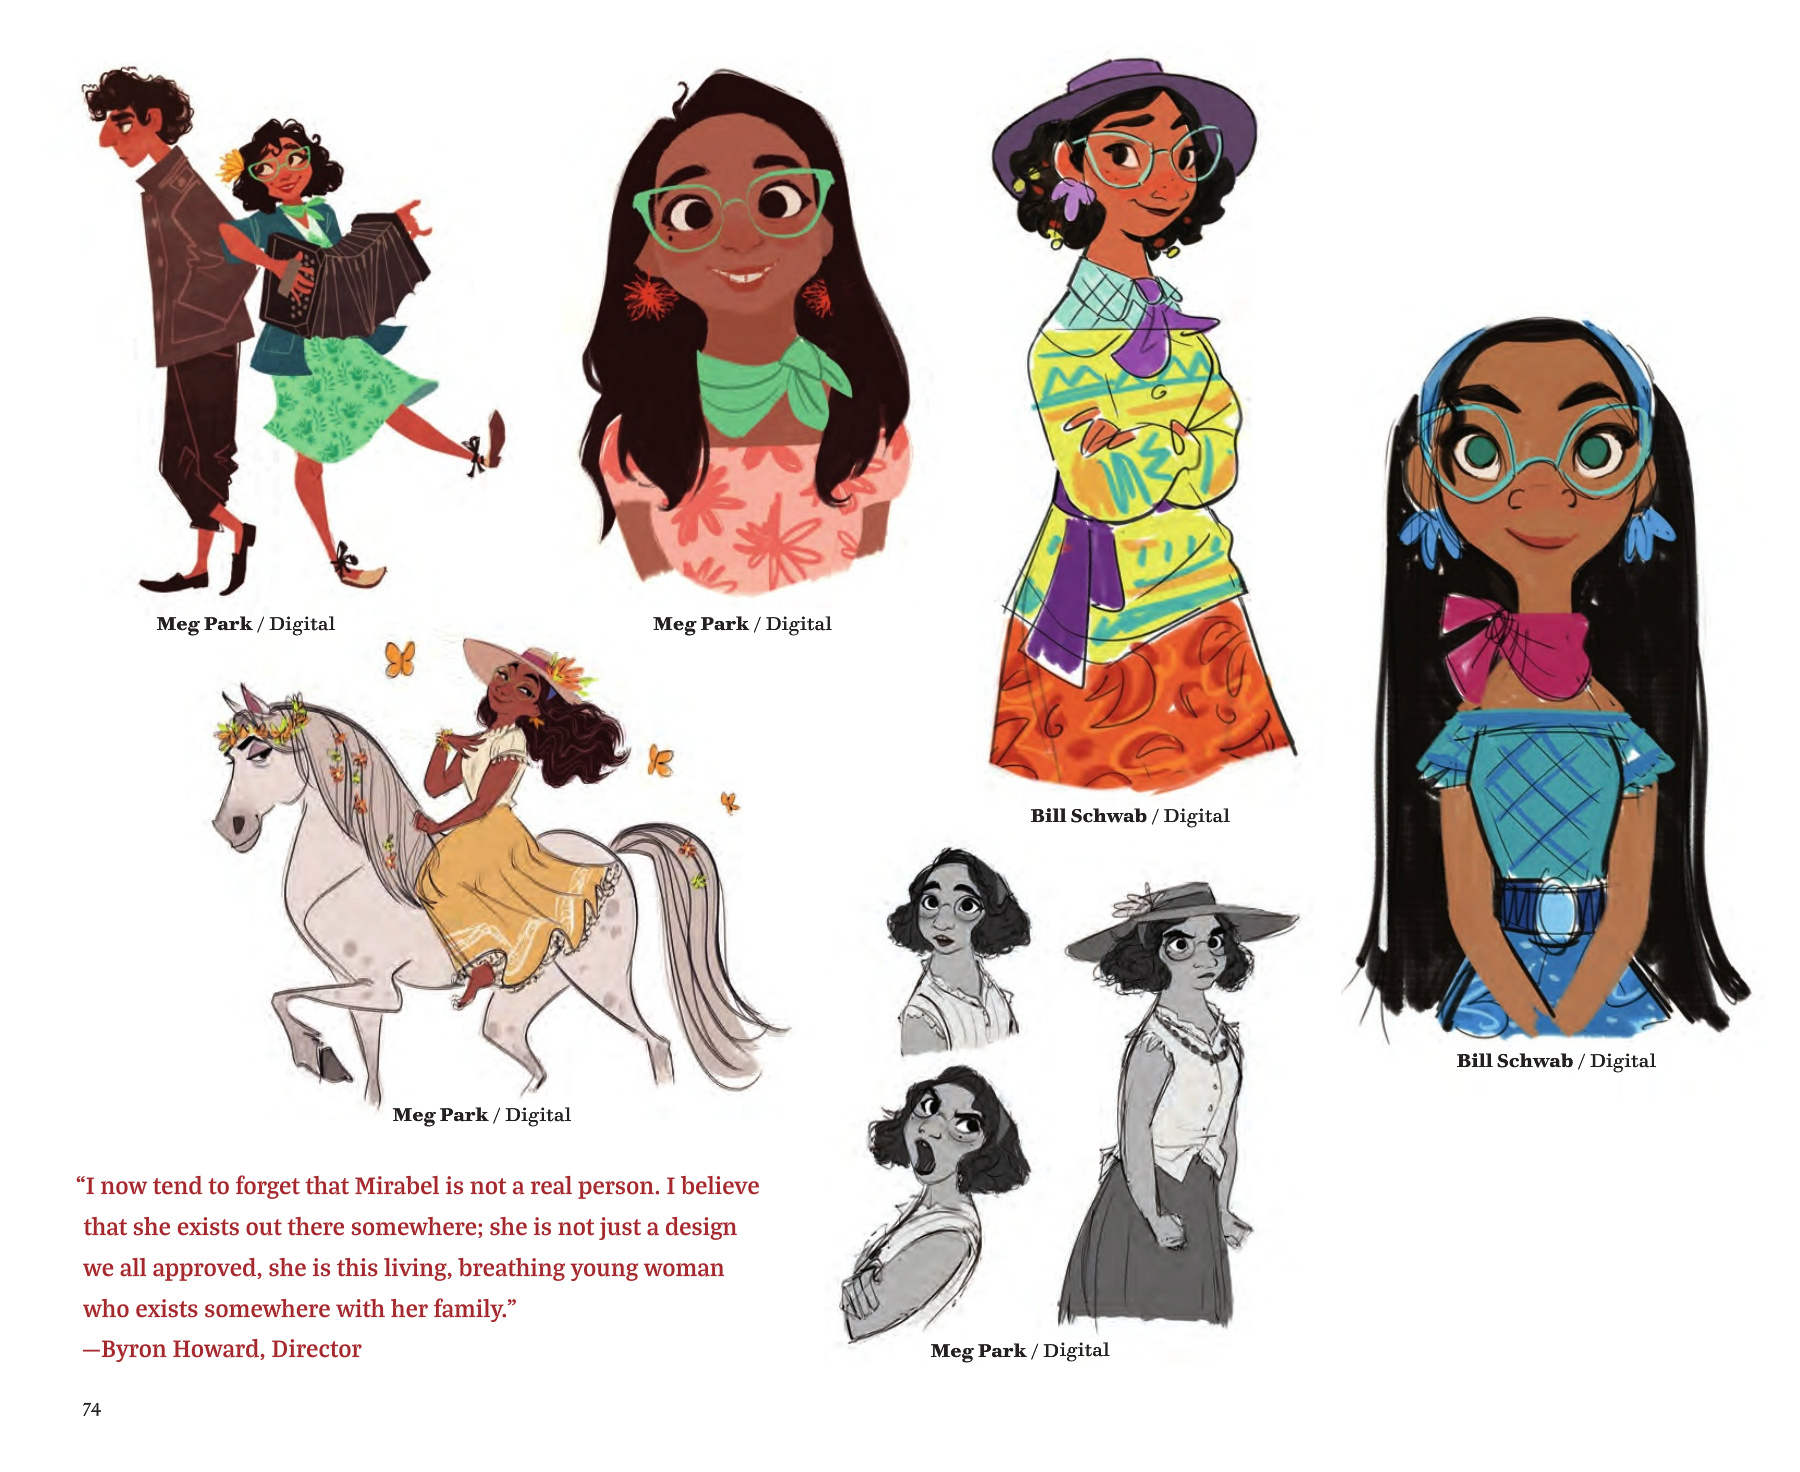 Meg Park / Digital
Meg Park / Digital
Bill Schwab / Digital
Bill Schwab / Digital
Meg Park / Digital
“I now tend to forget that Mirabel is not a real person. I believe
that she exists out there somewhere; she is not just a design
we all approved, she is this living, breathing young woman
who exists somewhere with her family.”
—Byron Howard, Director
Meg Park / Digital
74